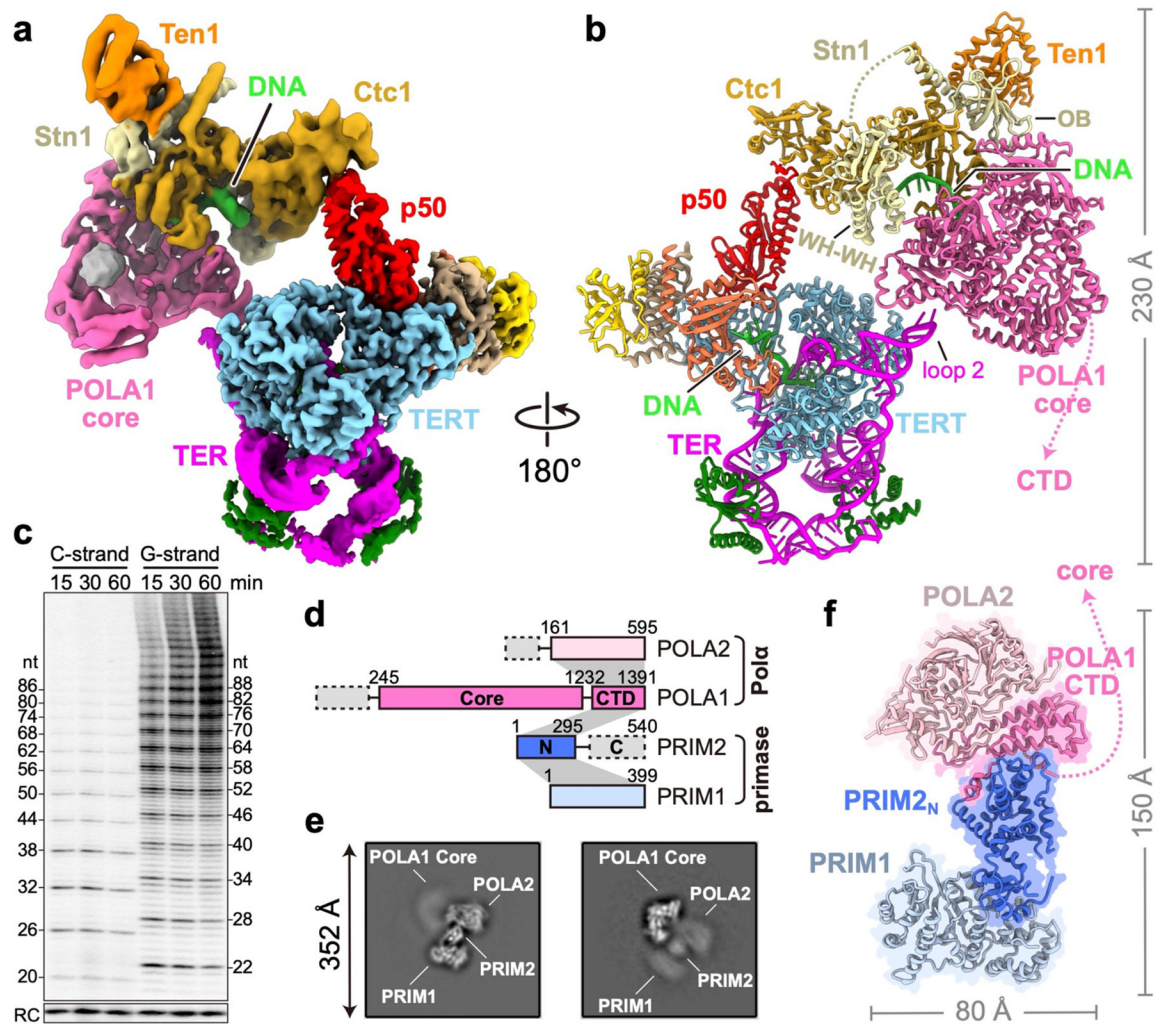 a
Ten1
DNA
Ctc1
Stn1
p50
POLA1
core
TERT
TER
180°
b
Stn1
Ten1
Ctc1
OB
DNA
p50
WH-WH
230 Å
loop 2
POLA1
core
DNA
TERT
TER
CTD
c
C-strand G-strand
15 30 60 15 30 60 min
nt nt
86 88
80 82
74 76
68 70
62 64
56 58
50 52
44 46
38 40
32 34
26 28
20 22
RC
d
161 595
POLA2
245 1232 1391
Core CTD POLA1
Polα
1 295 540
N C PRIM2
1 399
PRIM1
primase
e
352 Å
POLA1 Core
POLA2
PRIM2
PRIM1
POLA1 Core
POLA2
PRIM2
PRIM1
f
core
POLA2
POLA1
CTD
PRIM2N
PRIM1
150 Å
80 Å